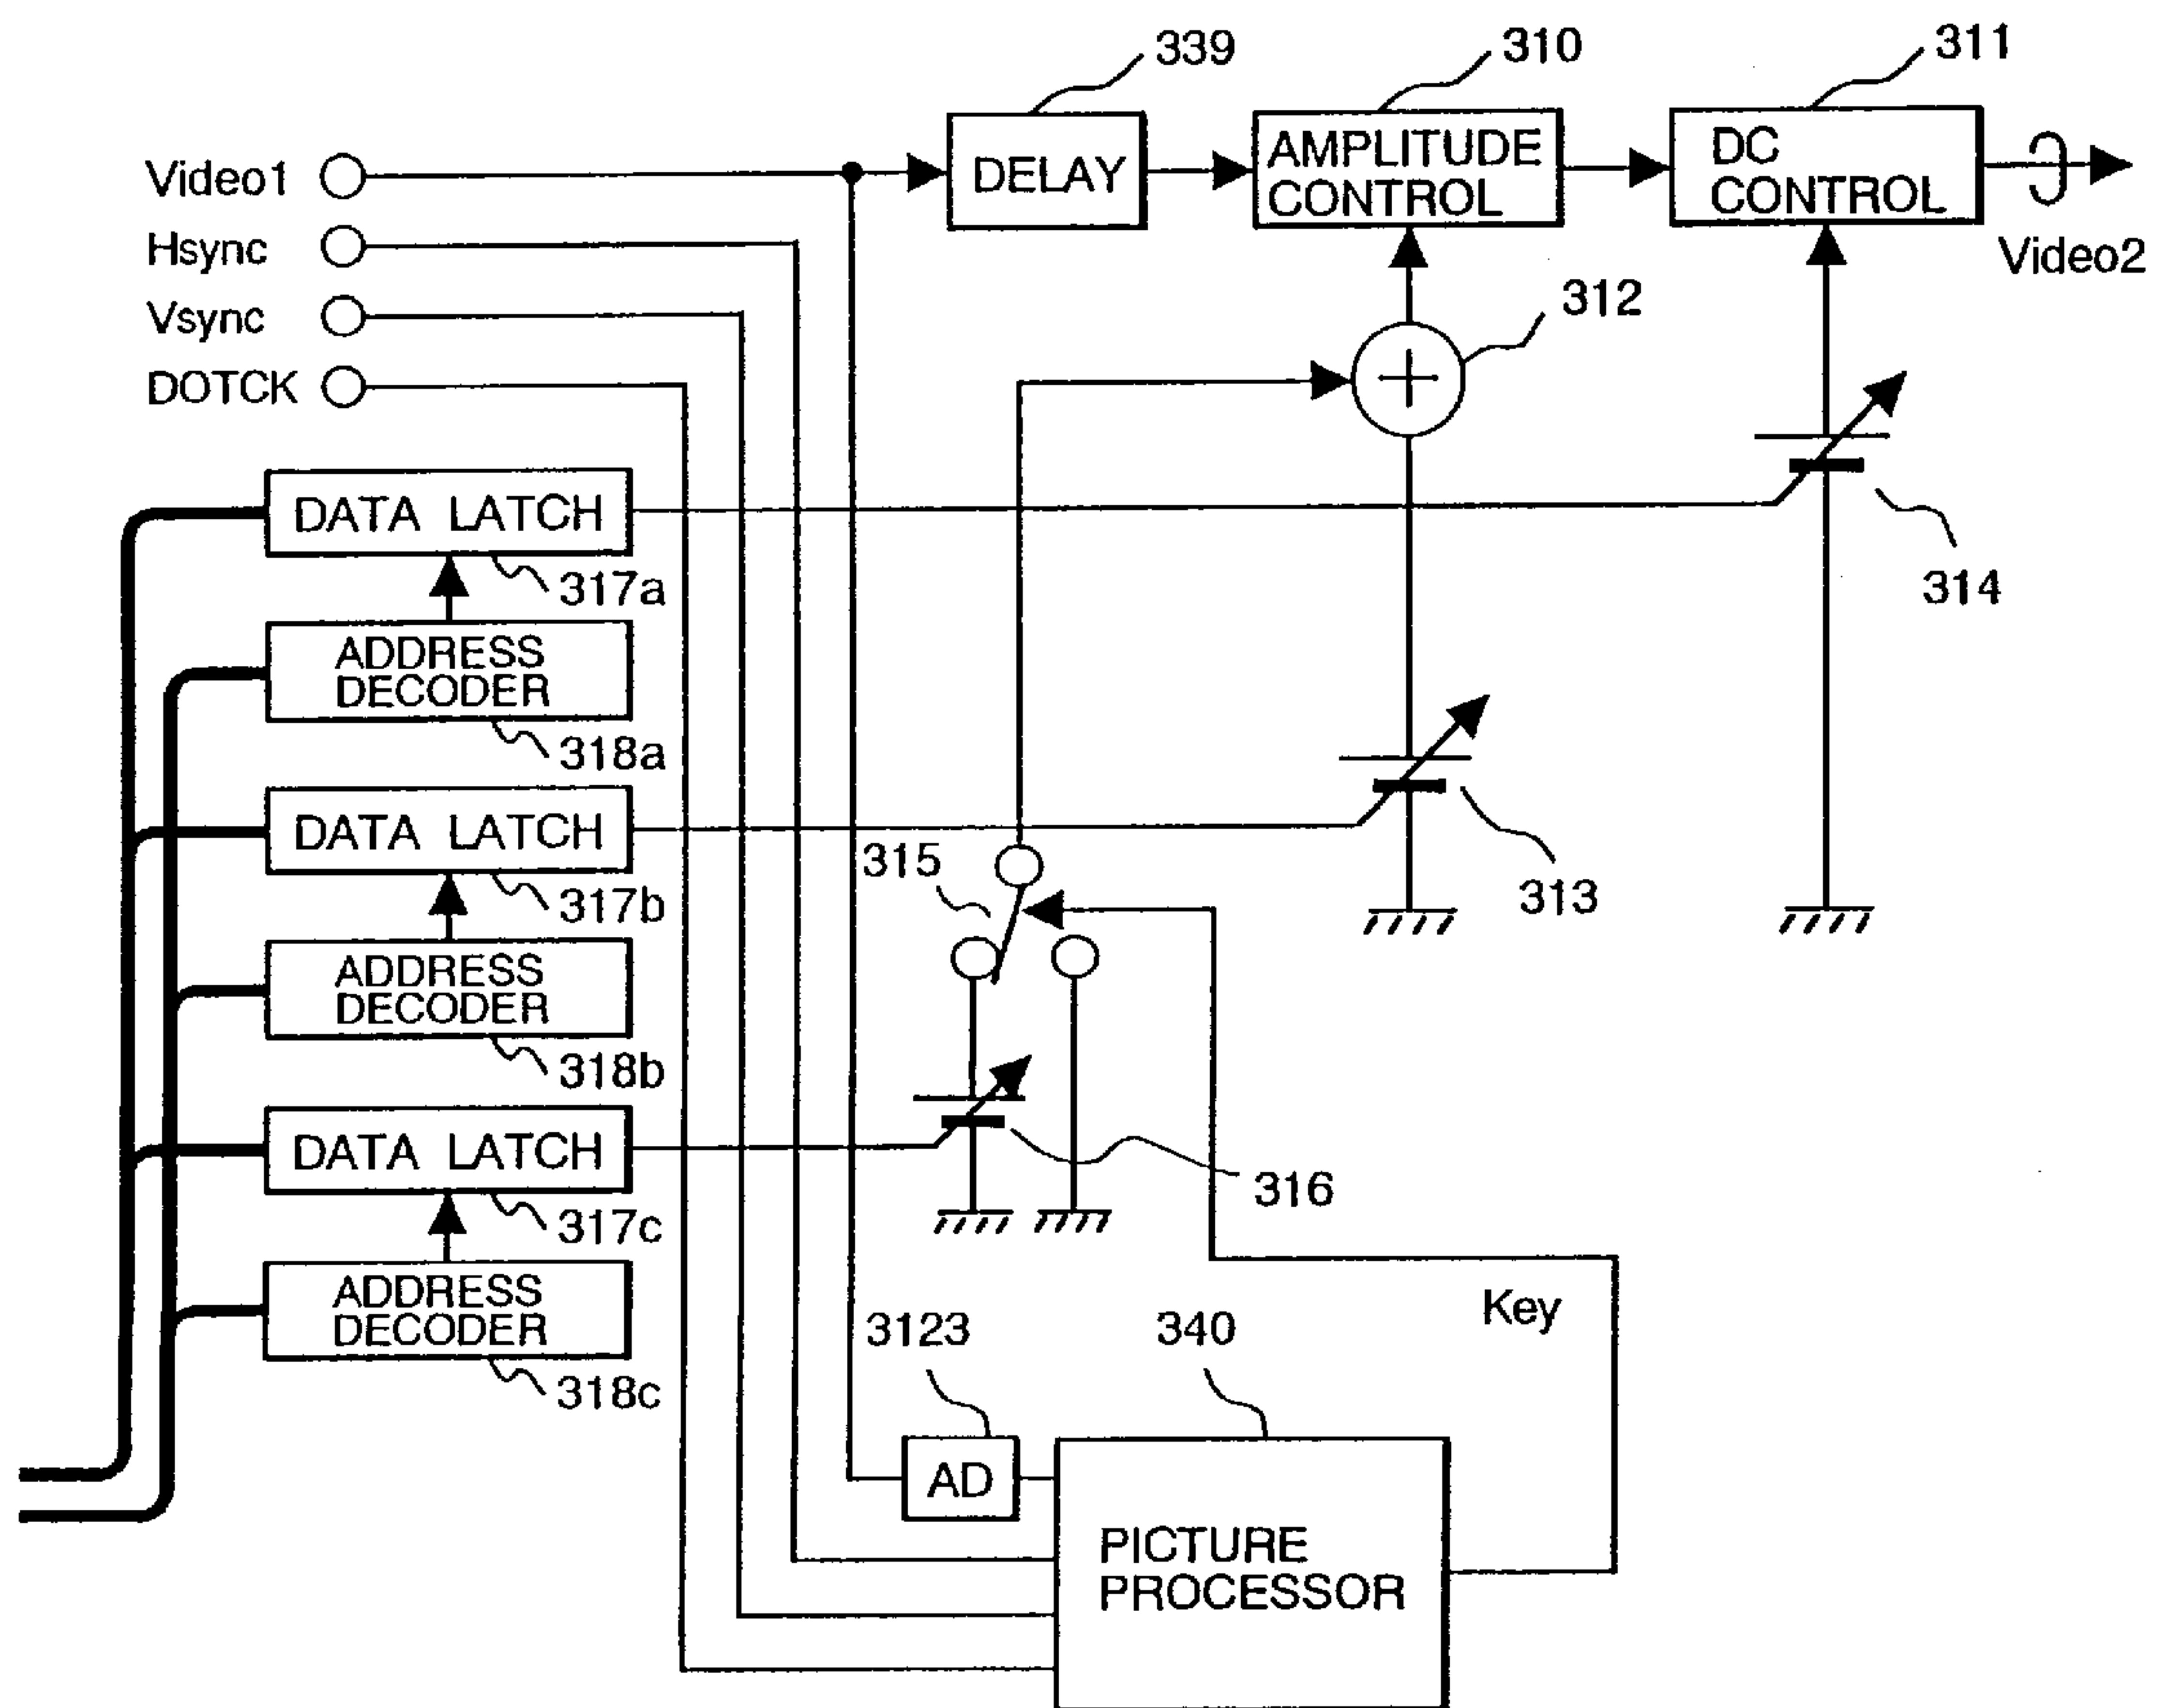 339
310
311
Video1
DELAY
AMPLITUDE
CONTROL
DC
CONTROL
Hsync
Video2
Vsync
312
DOTCK
DATA LATCH
317a
314
ADDRESS
DECODER
318a
DATA LATCH
315
317b
313
ADDRESS
DECODER
318b
DATA LATCH
316
317c
ADDRESS
DECODER
Key
3123
340
318c
AD
PICTURE
PROCESSOR